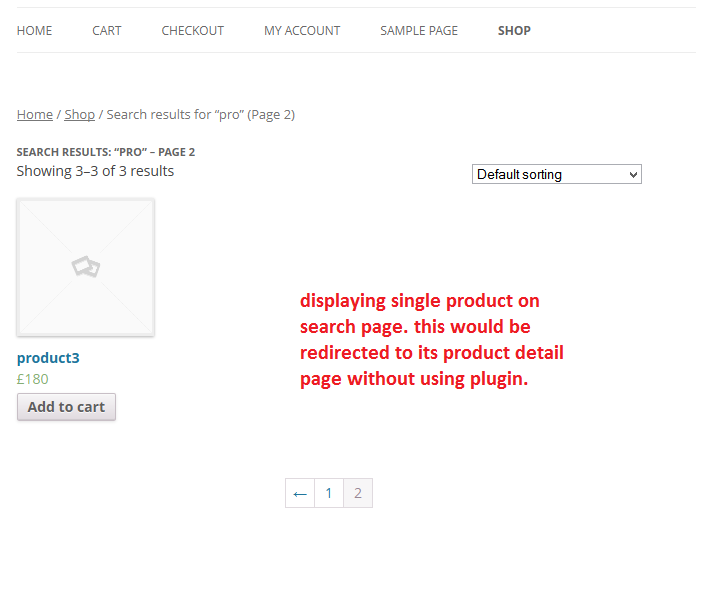 HOME CART CHECKOUT MY ACCOUNT SAMPLE PAGE SHOP
Home / Shop / Search results for “pro” (Page 2)
SEARCH RESULTS: “PRO” – PAGE 2
Showing 3–3 of 3 results
Default sorting
displaying single product on
search page. this would be
redirected to its product detail
page without using plugin.
product3
£180
Add to cart
← 1 2